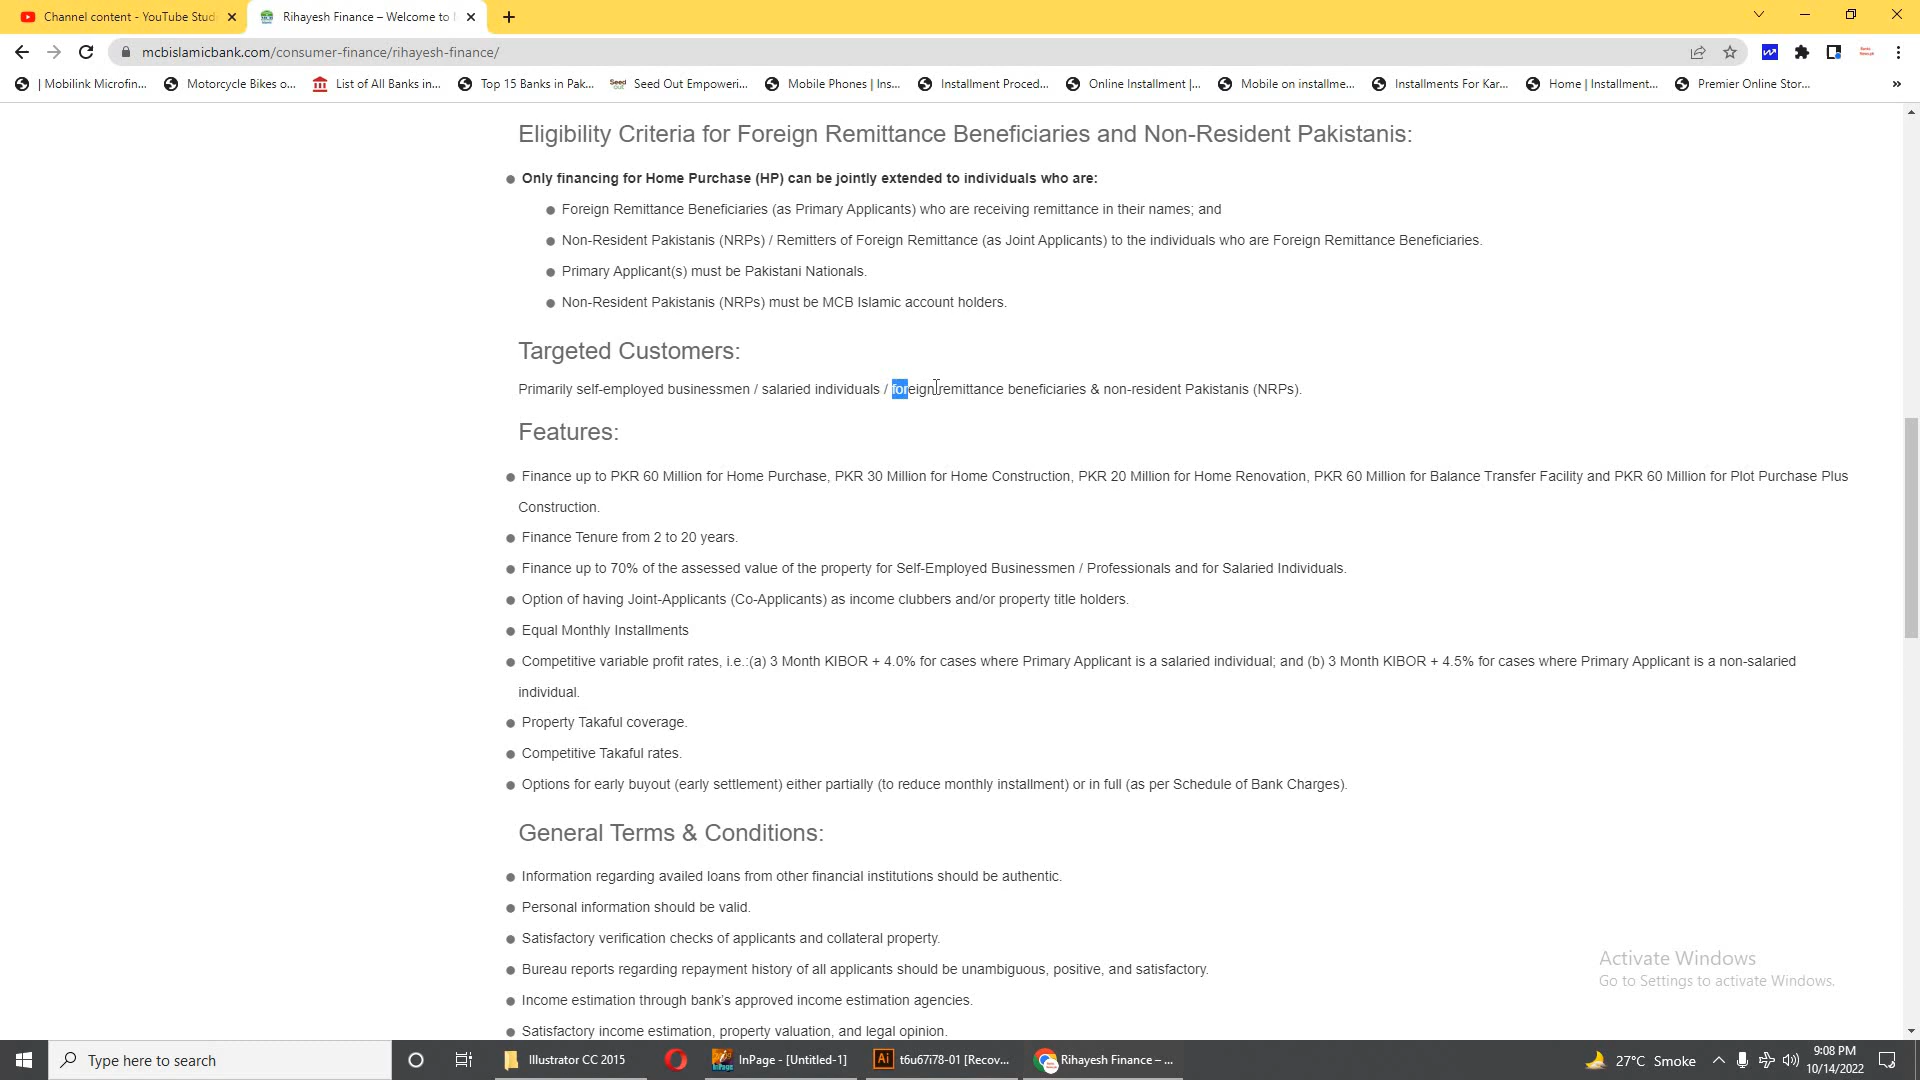 Channel content - YouTube Stud
Rihayesh Finance – Welcome to
mcbislamicbank.com/consumer-finance/rihayesh-finance/
| Mobilink Microfin...
Motorcycle Bikes o...
List of All Banks in...
Top 15 Banks in Pak...
Seed Out Empoweri...
Mobile Phones | Ins...
Installment Proced...
Online Installment |...
Mobile on installme...
Installments For Kar...
Home | Installment...
Premier Online Stor...
»
Eligibility Criteria for Foreign Remittance Beneficiaries and Non-Resident Pakistanis:
Only financing for Home Purchase (HP) can be jointly extended to individuals who are:
Foreign Remittance Beneficiaries (as Primary Applicants) who are receiving remittance in their names; and
Non-Resident Pakistanis (NRPs) / Remitters of Foreign Remittance (as Joint Applicants) to the individuals who are Foreign Remittance Beneficiaries.
Primary Applicant(s) must be Pakistani Nationals.
Non-Resident Pakistanis (NRPs) must be MCB Islamic account holders.
Targeted Customers:
Primarily self-employed businessmen / salaried individuals / foreign remittance beneficiaries & non-resident Pakistanis (NRPs).
Features:
Finance up to PKR 60 Million for Home Purchase, PKR 30 Million for Home Construction, PKR 20 Million for Home Renovation, PKR 60 Million for Balance Transfer Facility and PKR 60 Million for Plot Purchase Plus
Construction.
Finance Tenure from 2 to 20 years.
Finance up to 70% of the assessed value of the property for Self-Employed Businessmen / Professionals and for Salaried Individuals.
Option of having Joint-Applicants (Co-Applicants) as income clubbers and/or property title holders.
Equal Monthly Installments
Competitive variable profit rates, i.e.:(a) 3 Month KIBOR + 4.0% for cases where Primary Applicant is a salaried individual; and (b) 3 Month KIBOR + 4.5% for cases where Primary Applicant is a non-salaried
individual.
Property Takaful coverage.
Competitive Takaful rates.
Options for early buyout (early settlement) either partially (to reduce monthly installment) or in full (as per Schedule of Bank Charges).
General Terms & Conditions:
Information regarding availed loans from other financial institutions should be authentic.
Personal information should be valid.
Satisfactory verification checks of applicants and collateral property.
Bureau reports regarding repayment history of all applicants should be unambiguous, positive, and satisfactory.
Income estimation through bank's approved income estimation agencies.
Satisfactory income estimation, property valuation, and legal opinion.
Activate Windows
Go to Settings to activate Windows.
Type here to search
Illustrator CC 2015
InPage - [Untitled-1]
t6u67i78-01 [Recov...
Rihayesh Finance – ...
27°C Smoke
9:08 PM
10/14/2022